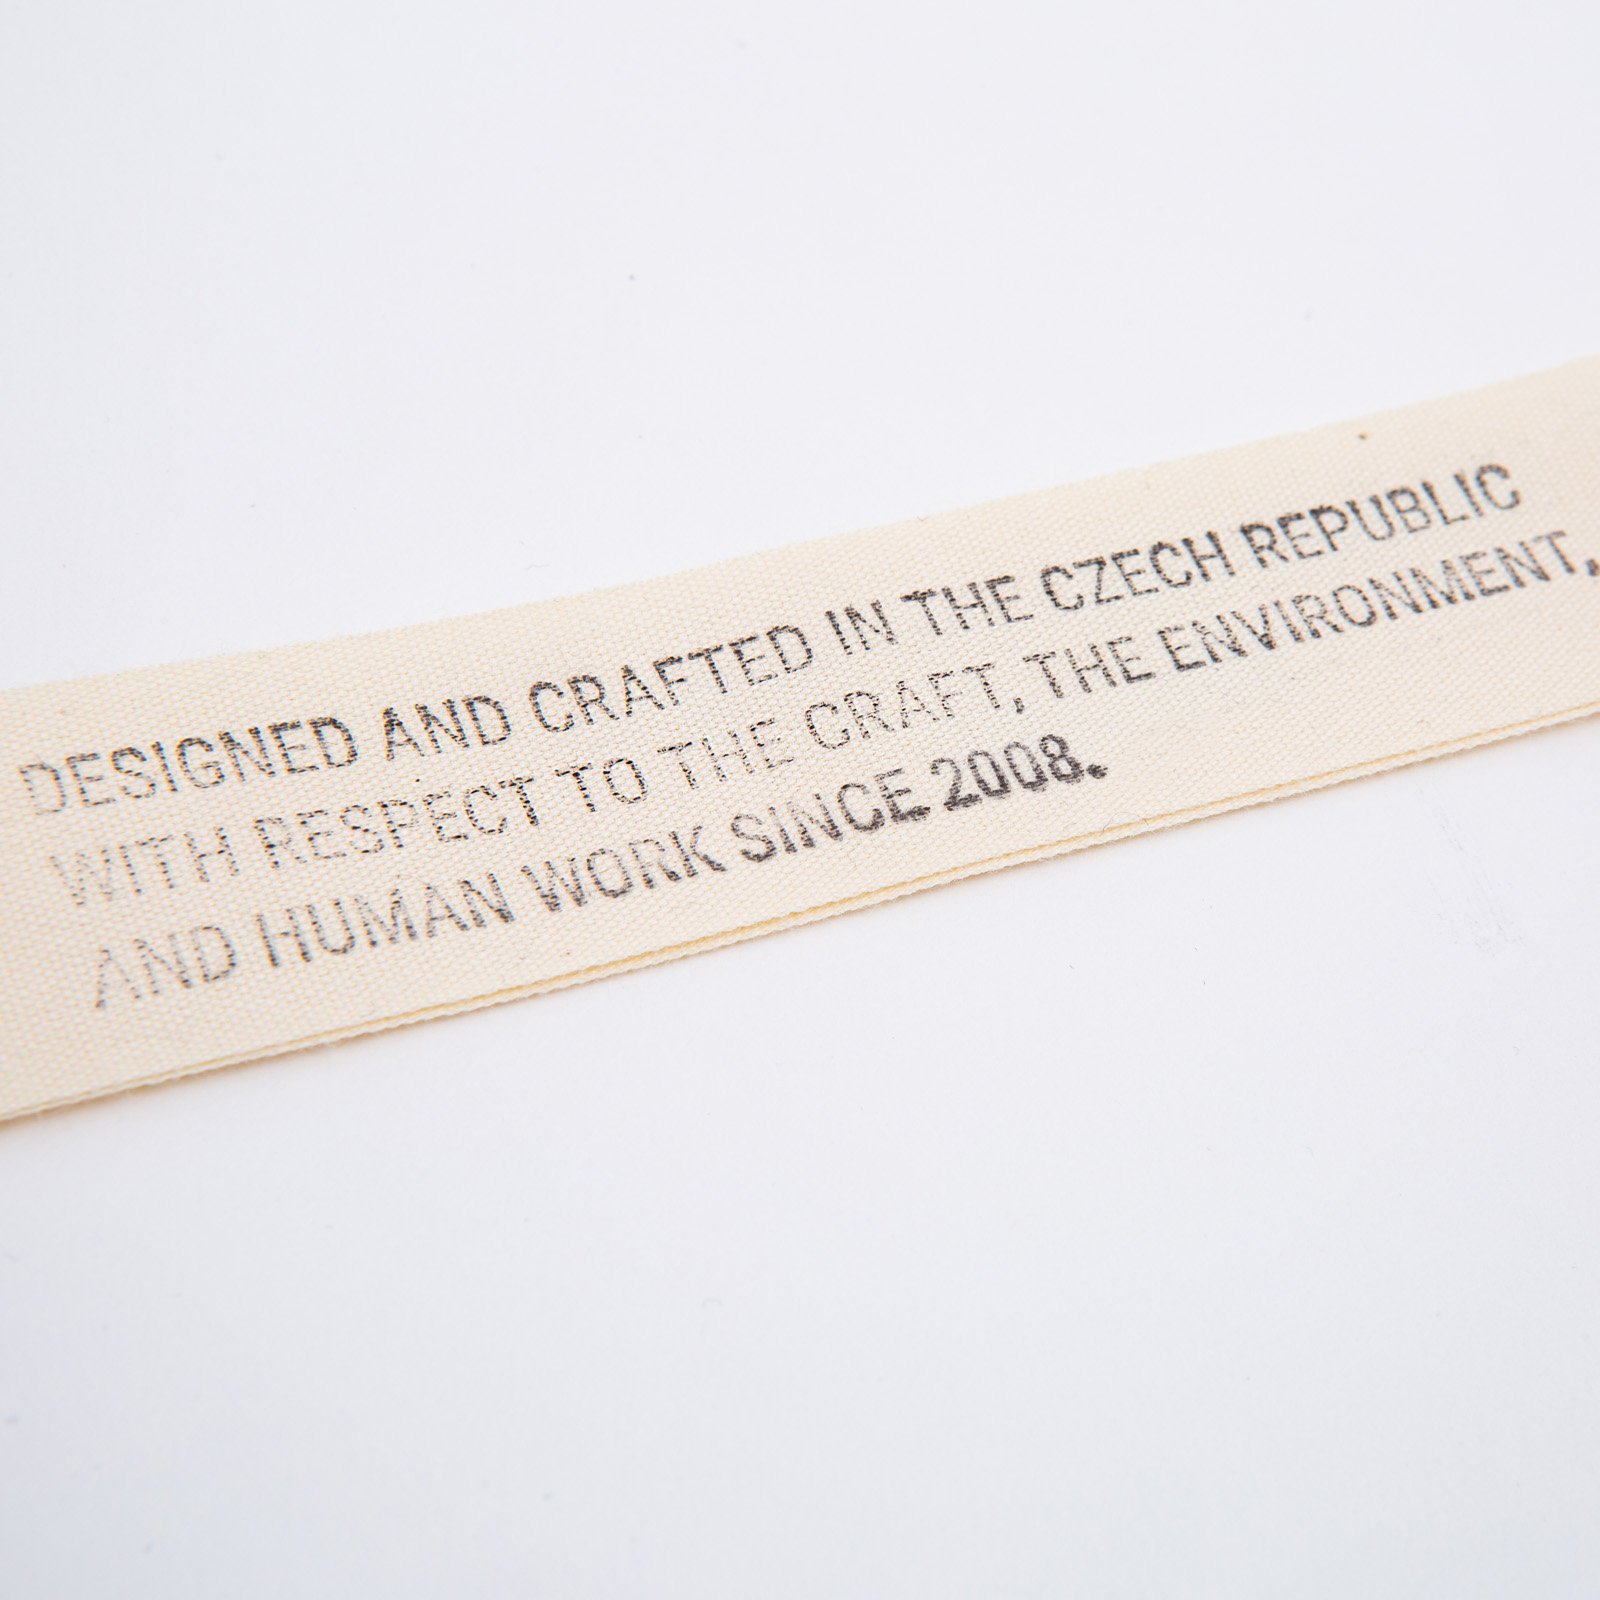 DESIGNED AND CRAFTED IN THE CZECH REPUBLIC
WITH RESPECT TO THE CRAFT, THE ENVIRONMENT,
AND HUMAN WORK SINCE 2008.